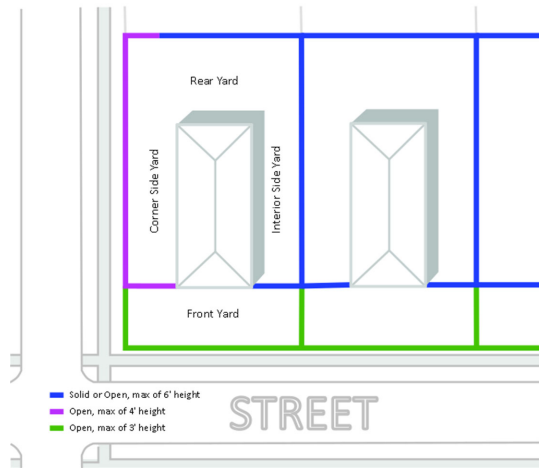 Rear Yard
Corner Side Yard
Interior Side Yard
Front Yard
Solid or Open, max of 6' height
Open, max of 4' height
Open, max of 3' height
STREET